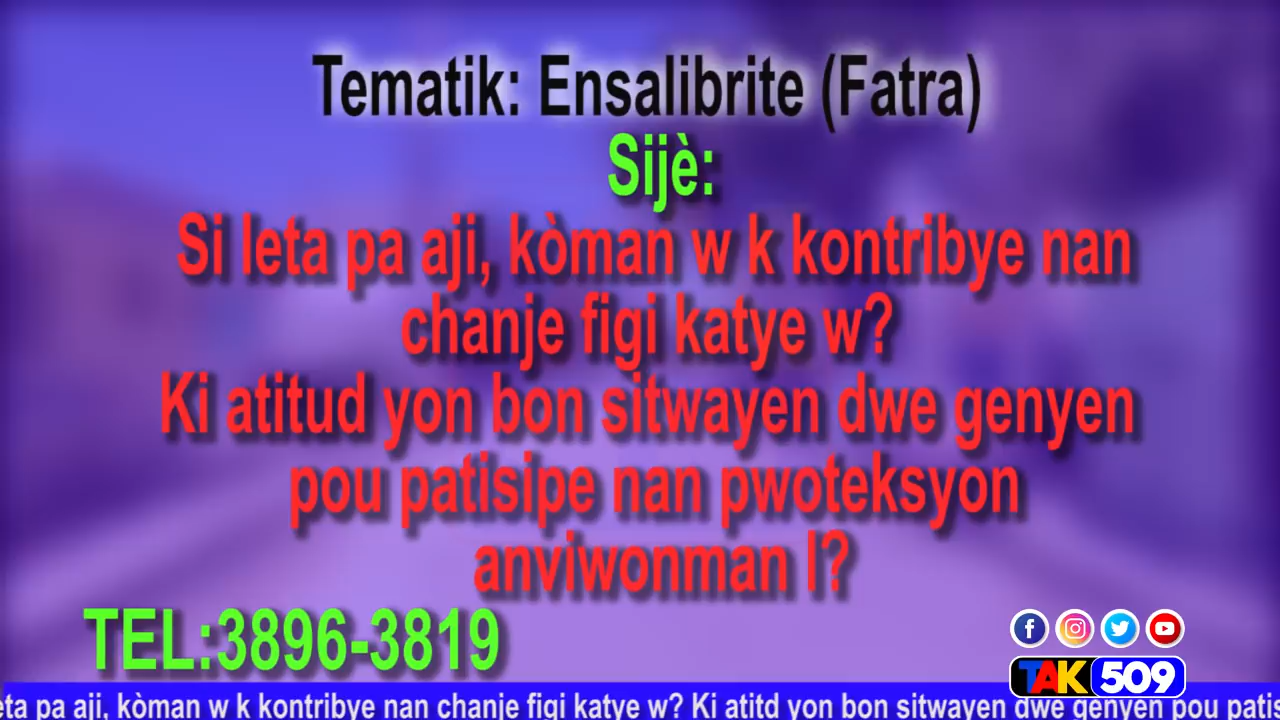 Tematik: Ensalibrite (Fatra)
Sijè:
Si leta pa aji, kòman w k kontribye nan
chanje figi katye w?
Ki atitud yon bon sitwayen dwe genyen
pou patisipe nan pwoteksyon
anviwonman l?
TEL:3896-3819
TAK 509
eta pa aji, kòman w k kontribye nan chanje figi katye w? Ki atitd yon bon sitwayen dwe genyen pou patis